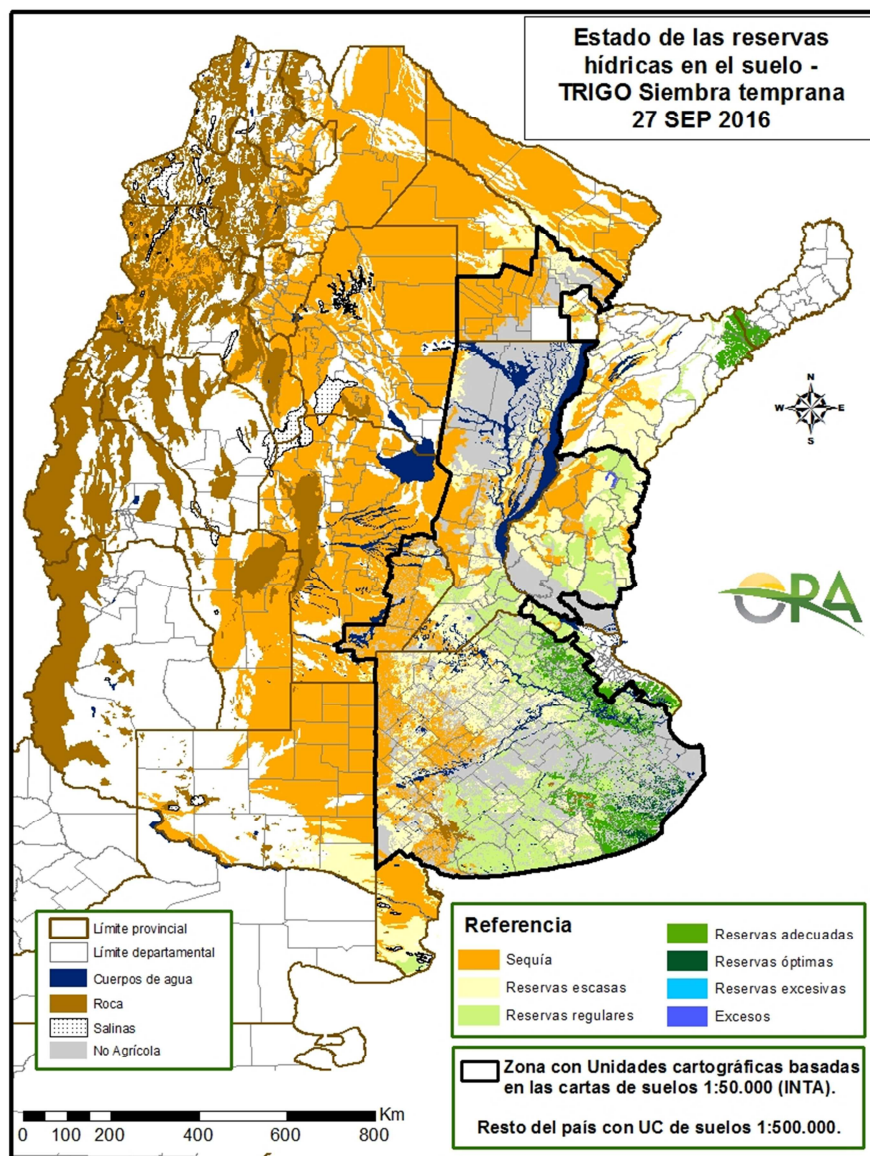 Estado de las reservas
hídricas en el suelo -
TRIGO Siembra temprana
27 SEP 2016
N
W
E
S
ORA
Límite provincial
Límite departamental
Cuerpos de agua
Roca
Salinas
No Agrícola
Referencia
Sequía
Reservas escasas
Reservas regulares
Reservas adecuadas
Reservas óptimas
Reservas excesivas
Excesos
Zona con Unidades cartográficas basadas
en las cartas de suelos 1:50.000 (INTA).
Resto del país con UC de suelos 1:500.000.
Km
0 100 200 400 600 800